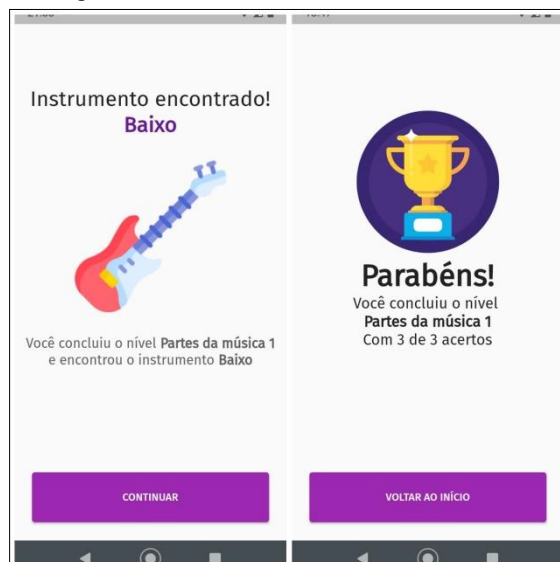 Instrumento encontrado!
Baixo
Você concluiu o nível Partes da música 1
e encontrou o instrumento Baixo
CONTINUAR
Parabéns!
Você concluiu o nível
Partes da música 1
Com 3 de 3 acertos
VOLTAR AO INÍCIO